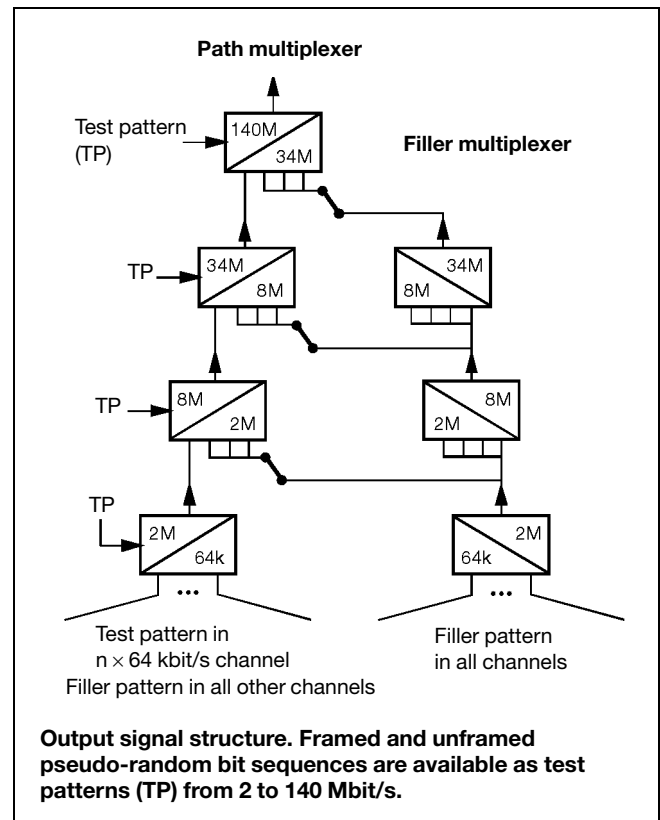 Path multiplexer
Test pattern
(TP)
140M
34M
Filler multiplexer
TP
34M
8M
34M
8M
TP
8M
2M
8M
2M
TP
2M
64k
2M
64k
...
...
Test pattern in
n × 64 kbit/s channel
Filler pattern in all other channels
Filler pattern
in all channels
Output signal structure. Framed and unframed
pseudo-random bit sequences are available as test
patterns (TP) from 2 to 140 Mbit/s.